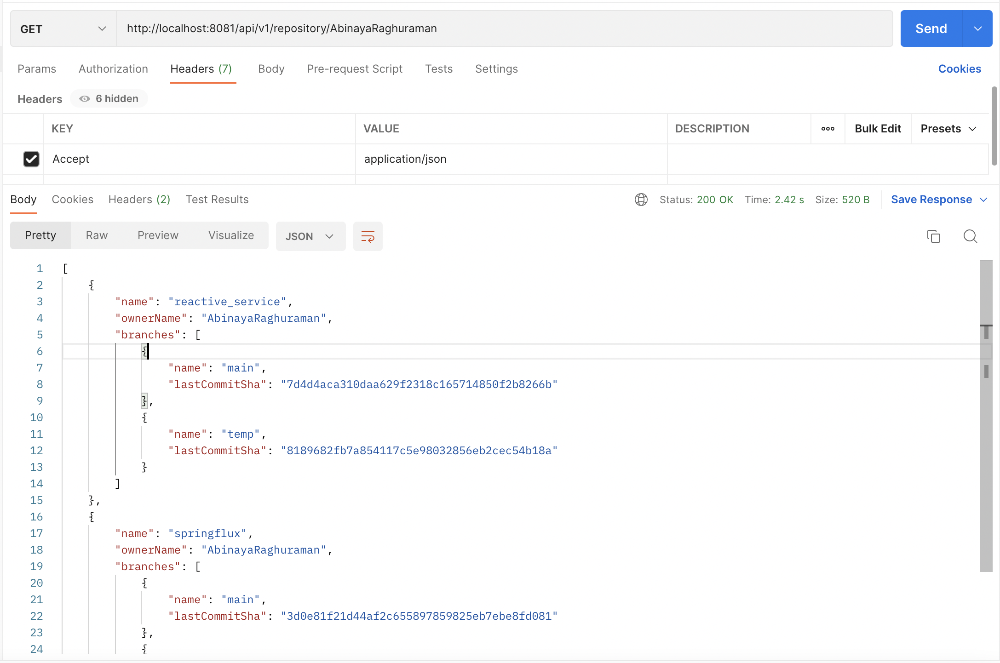 GET http://localhost:8081/api/v1/repository/AbinayaRaghuraman Send
Params Authorization Headers (7) Body Pre-request Script Tests Settings Cookies
Headers 6 hidden
KEY VALUE DESCRIPTION ooo Bulk Edit Presets
Accept application/json
Body Cookies Headers (2) Test Results Status: 200 OK Time: 2.42 s Size: 520 B Save Response
Pretty Raw Preview Visualize JSON
1 [
2 {
3 "name": "reactive_service",
4 "ownerName": "AbinayaRaghuraman",
5 "branches": [
6 {
7 "name": "main",
8 "lastCommitSha": "7d4d4aca310daa629f2318c165714850f2b8266b"
9 },
10 {
11 "name": "temp",
12 "lastCommitSha": "8189682fb7a854117c5e98032856eb2cec54b18a"
13 }
14 ]
15 },
16 {
17 "name": "springflux",
18 "ownerName": "AbinayaRaghuraman",
19 "branches": [
20 {
21 "name": "main",
22 "lastCommitSha": "3d0e81f21d44af2c655897859825eb7ebe8fd081"
23 },
24 {